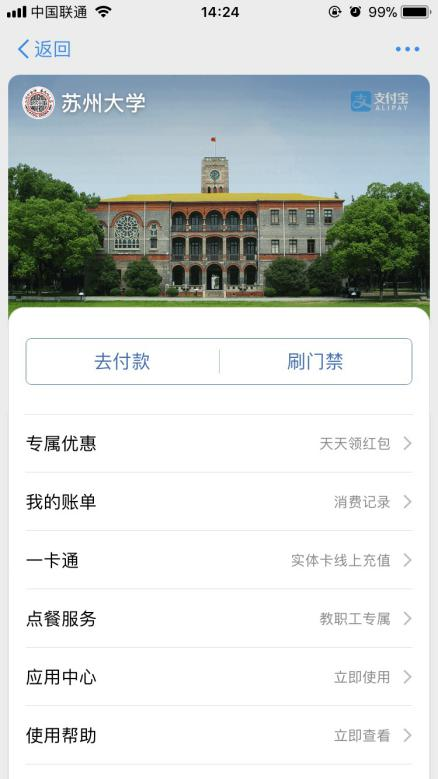 中国联通 14:24 99%
返回
苏州大学 支付宝
ALIPAY
去付款 刷门禁
专属优惠 天天领红包
我的账单 消费记录
一卡通 实体卡线上充值
点餐服务 教职工专属
应用中心 立即使用
使用帮助 立即查看